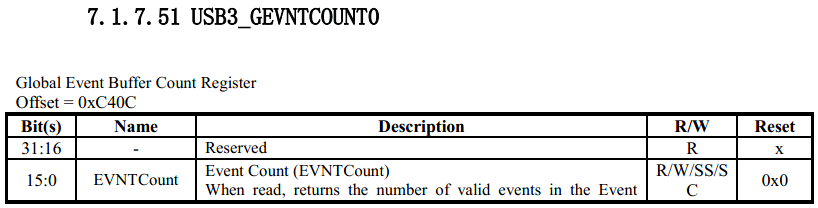 7.1.7.51 USB3_GEVNTCOUNT0
Global Event Buffer Count Register
Offset = 0xC40C
Bit(s) Name Description R/W Reset
31:16 - Reserved R x
15:0 EVNTCount Event Count (EVNTCount) R/W/SS/S 0x0
When read, returns the number of valid events in the Event C